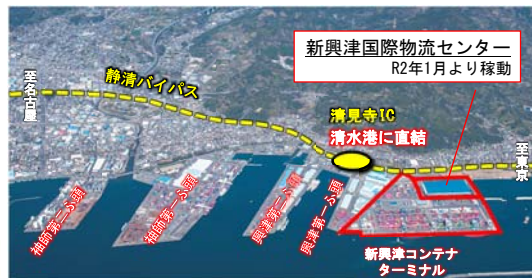 新興津国際物流センター
R2年1月より稼動
至名古屋
静清バイパス
清見寺IC
清水港に直結
至東京
袖師第二ふ頭
袖師第一ふ頭
興津第二ふ頭
興津第一ふ頭
新興津コンテナ
ターミナル